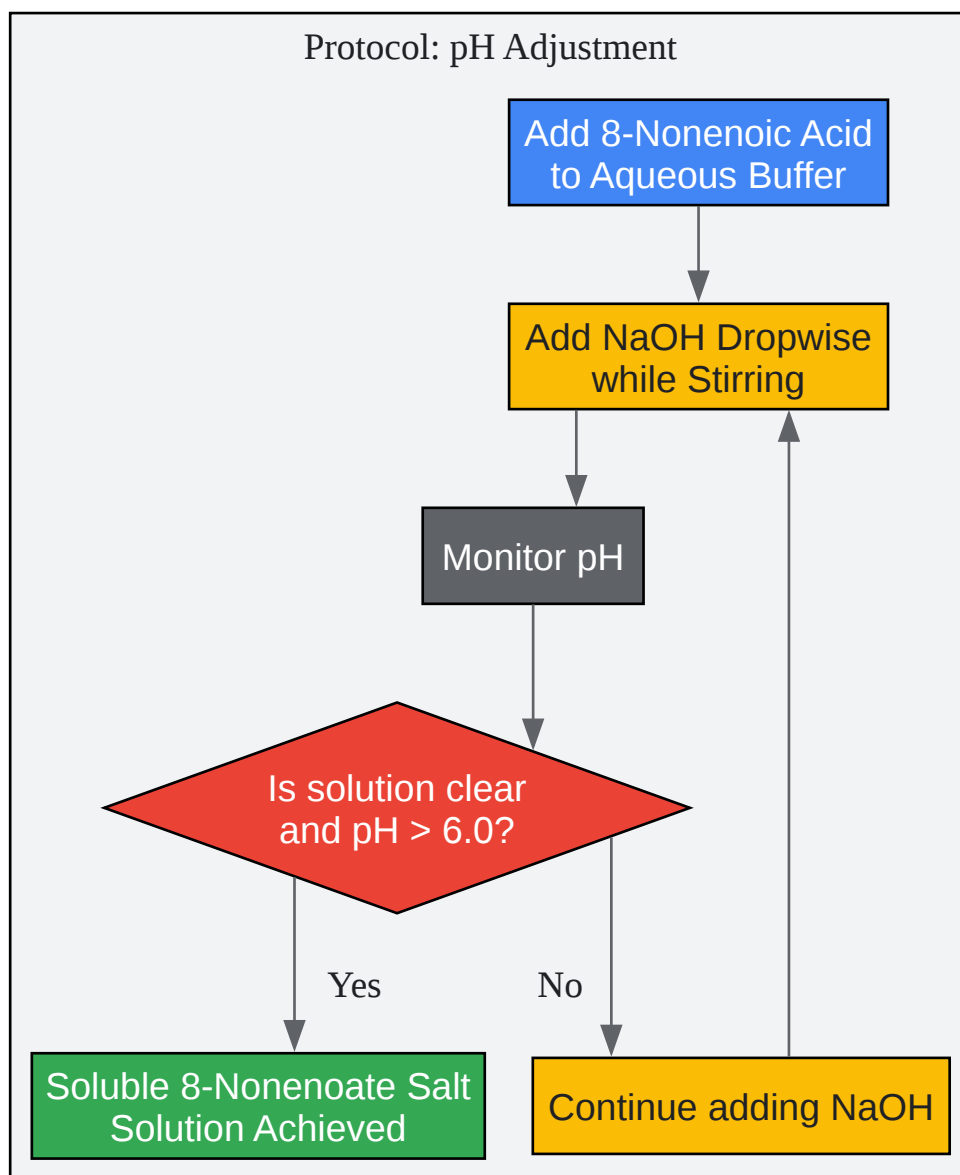 Protocol: pH Adjustment
Add 8-Nonenoic Acid
to Aqueous Buffer
Add NaOH Dropwise
while Stirring
Monitor pH
Is solution clear
and pH > 6.0?
Yes
No
Soluble 8-Nonenoate Salt
Solution Achieved
Continue adding NaOH